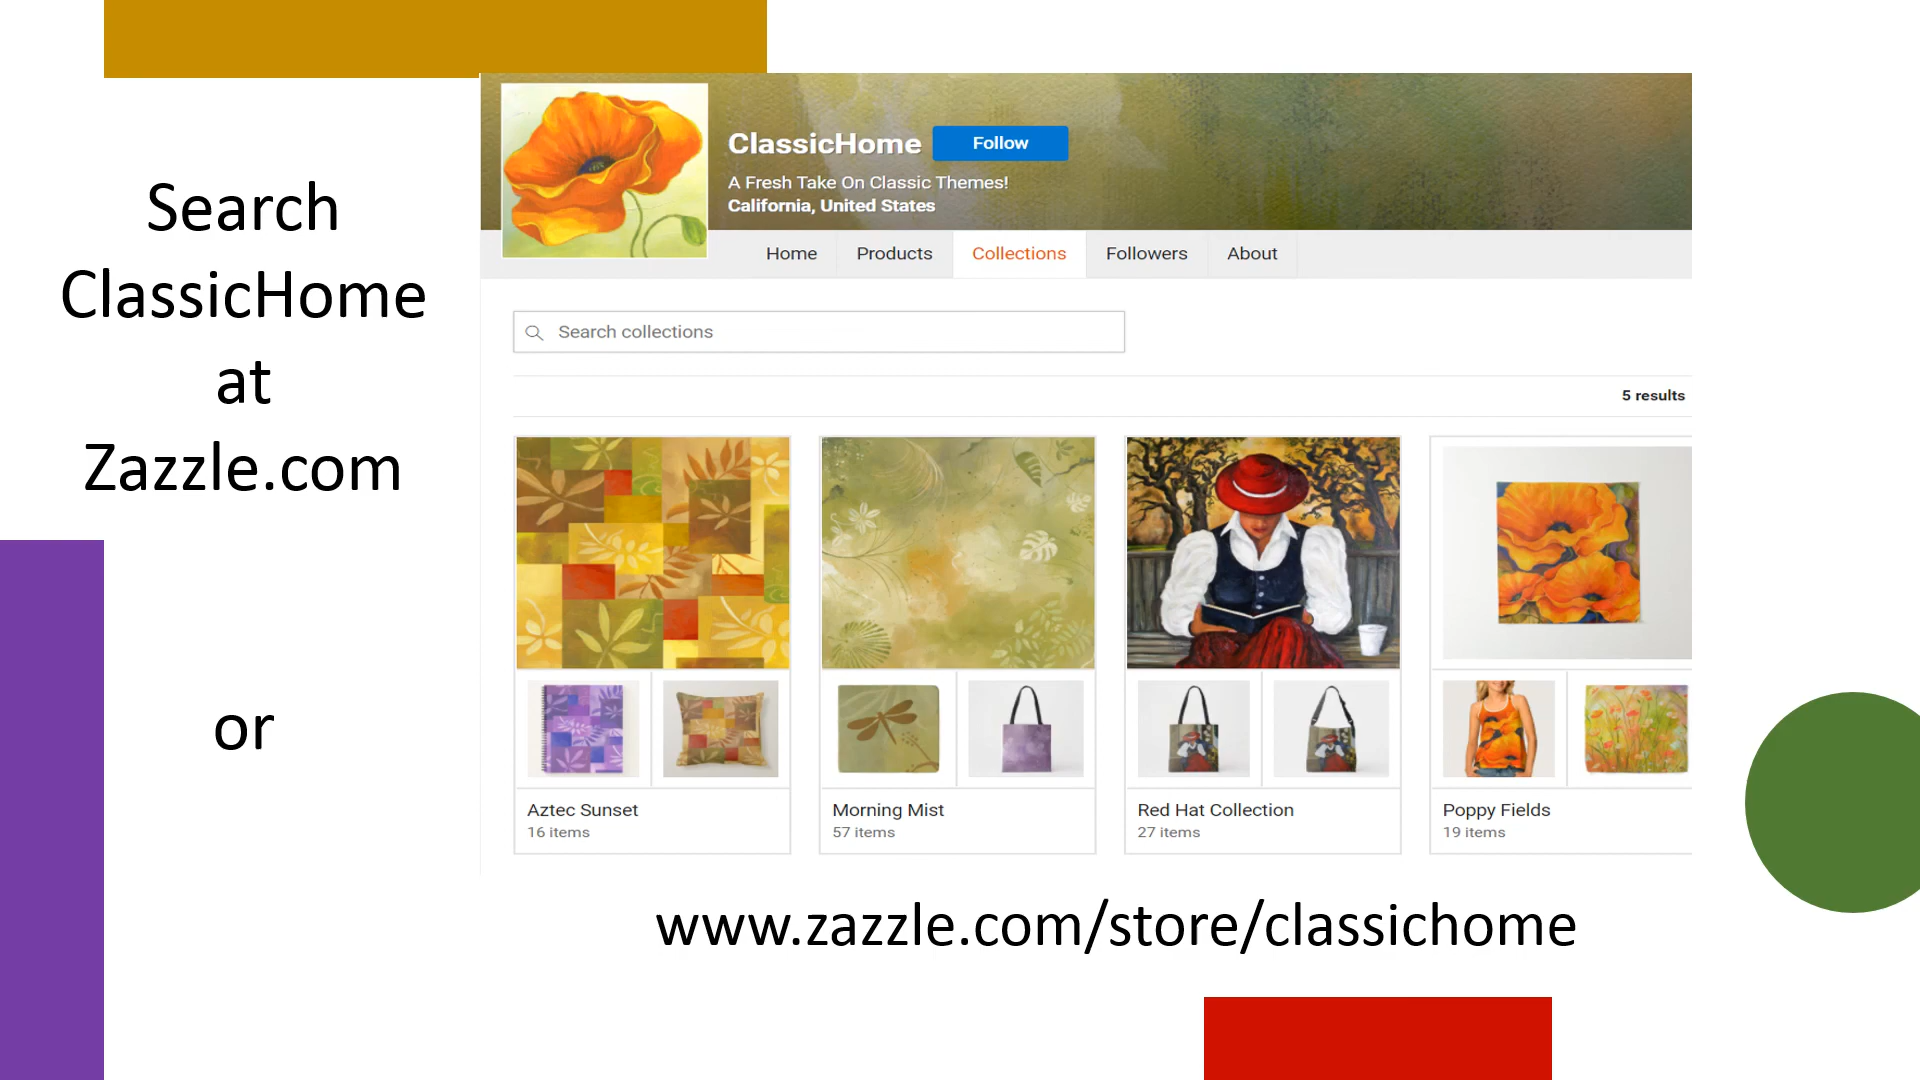 Search
ClassicHome
at
Zazzle.com
or
ClassicHome
Follow
A Fresh Take On Classic Themes!
California, United States
Home
Products
Collections
Followers
About
Search collections
5 results
Aztec Sunset
16 items
Morning Mist
57 items
Red Hat Collection
27 items
Poppy Fields
19 items
www.zazzle.com/store/classichome